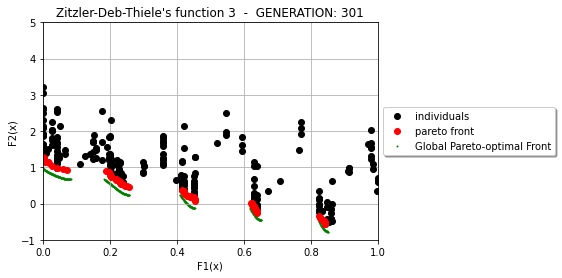 Zitzler-Deb-Thiele's function 3 - GENERATION: 301
5
4
3
2
1
0
−1
F2(x)
0.0 0.2 0.4 0.6 0.8 1.0
F1(x)
individuals
pareto front
Global Pareto-optimal Front